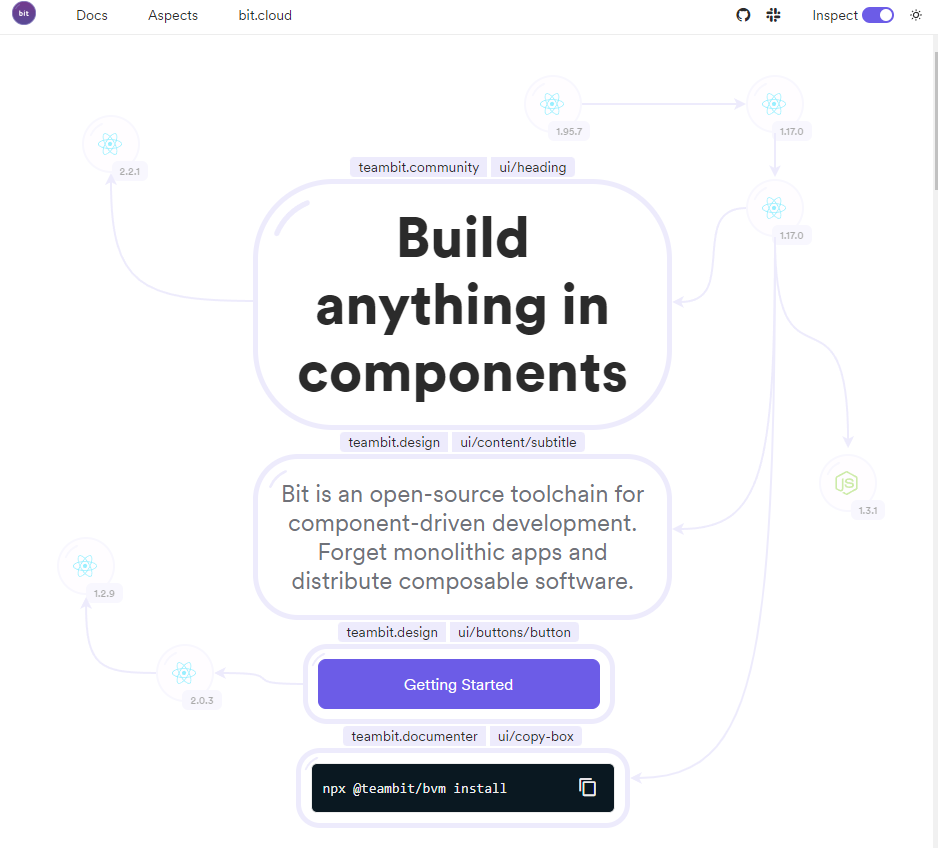 bit Docs Aspects bit.cloud Inspect
1.95.7 1.17.0
2.2.1
teambit.community ui/heading
1.17.0
Build
anything in
components
teambit.design ui/content/subtitle
Bit is an open-source toolchain for
component-driven development.
Forget monolithic apps and
distribute composable software.
JS
1.3.1
1.2.9
teambit.design ui/buttons/button
Getting Started
2.0.3
teambit.documenter ui/copy-box
npx @teambit/bvm install